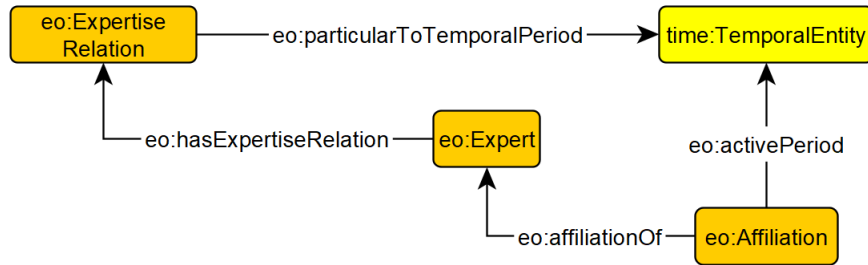 eo:Expertise
Relation
eo:particularToTemporalPeriod
time:TemporalEntity
eo:hasExpertiseRelation
eo:Expert
eo:activePeriod
eo:affiliationOf
eo:Affiliation